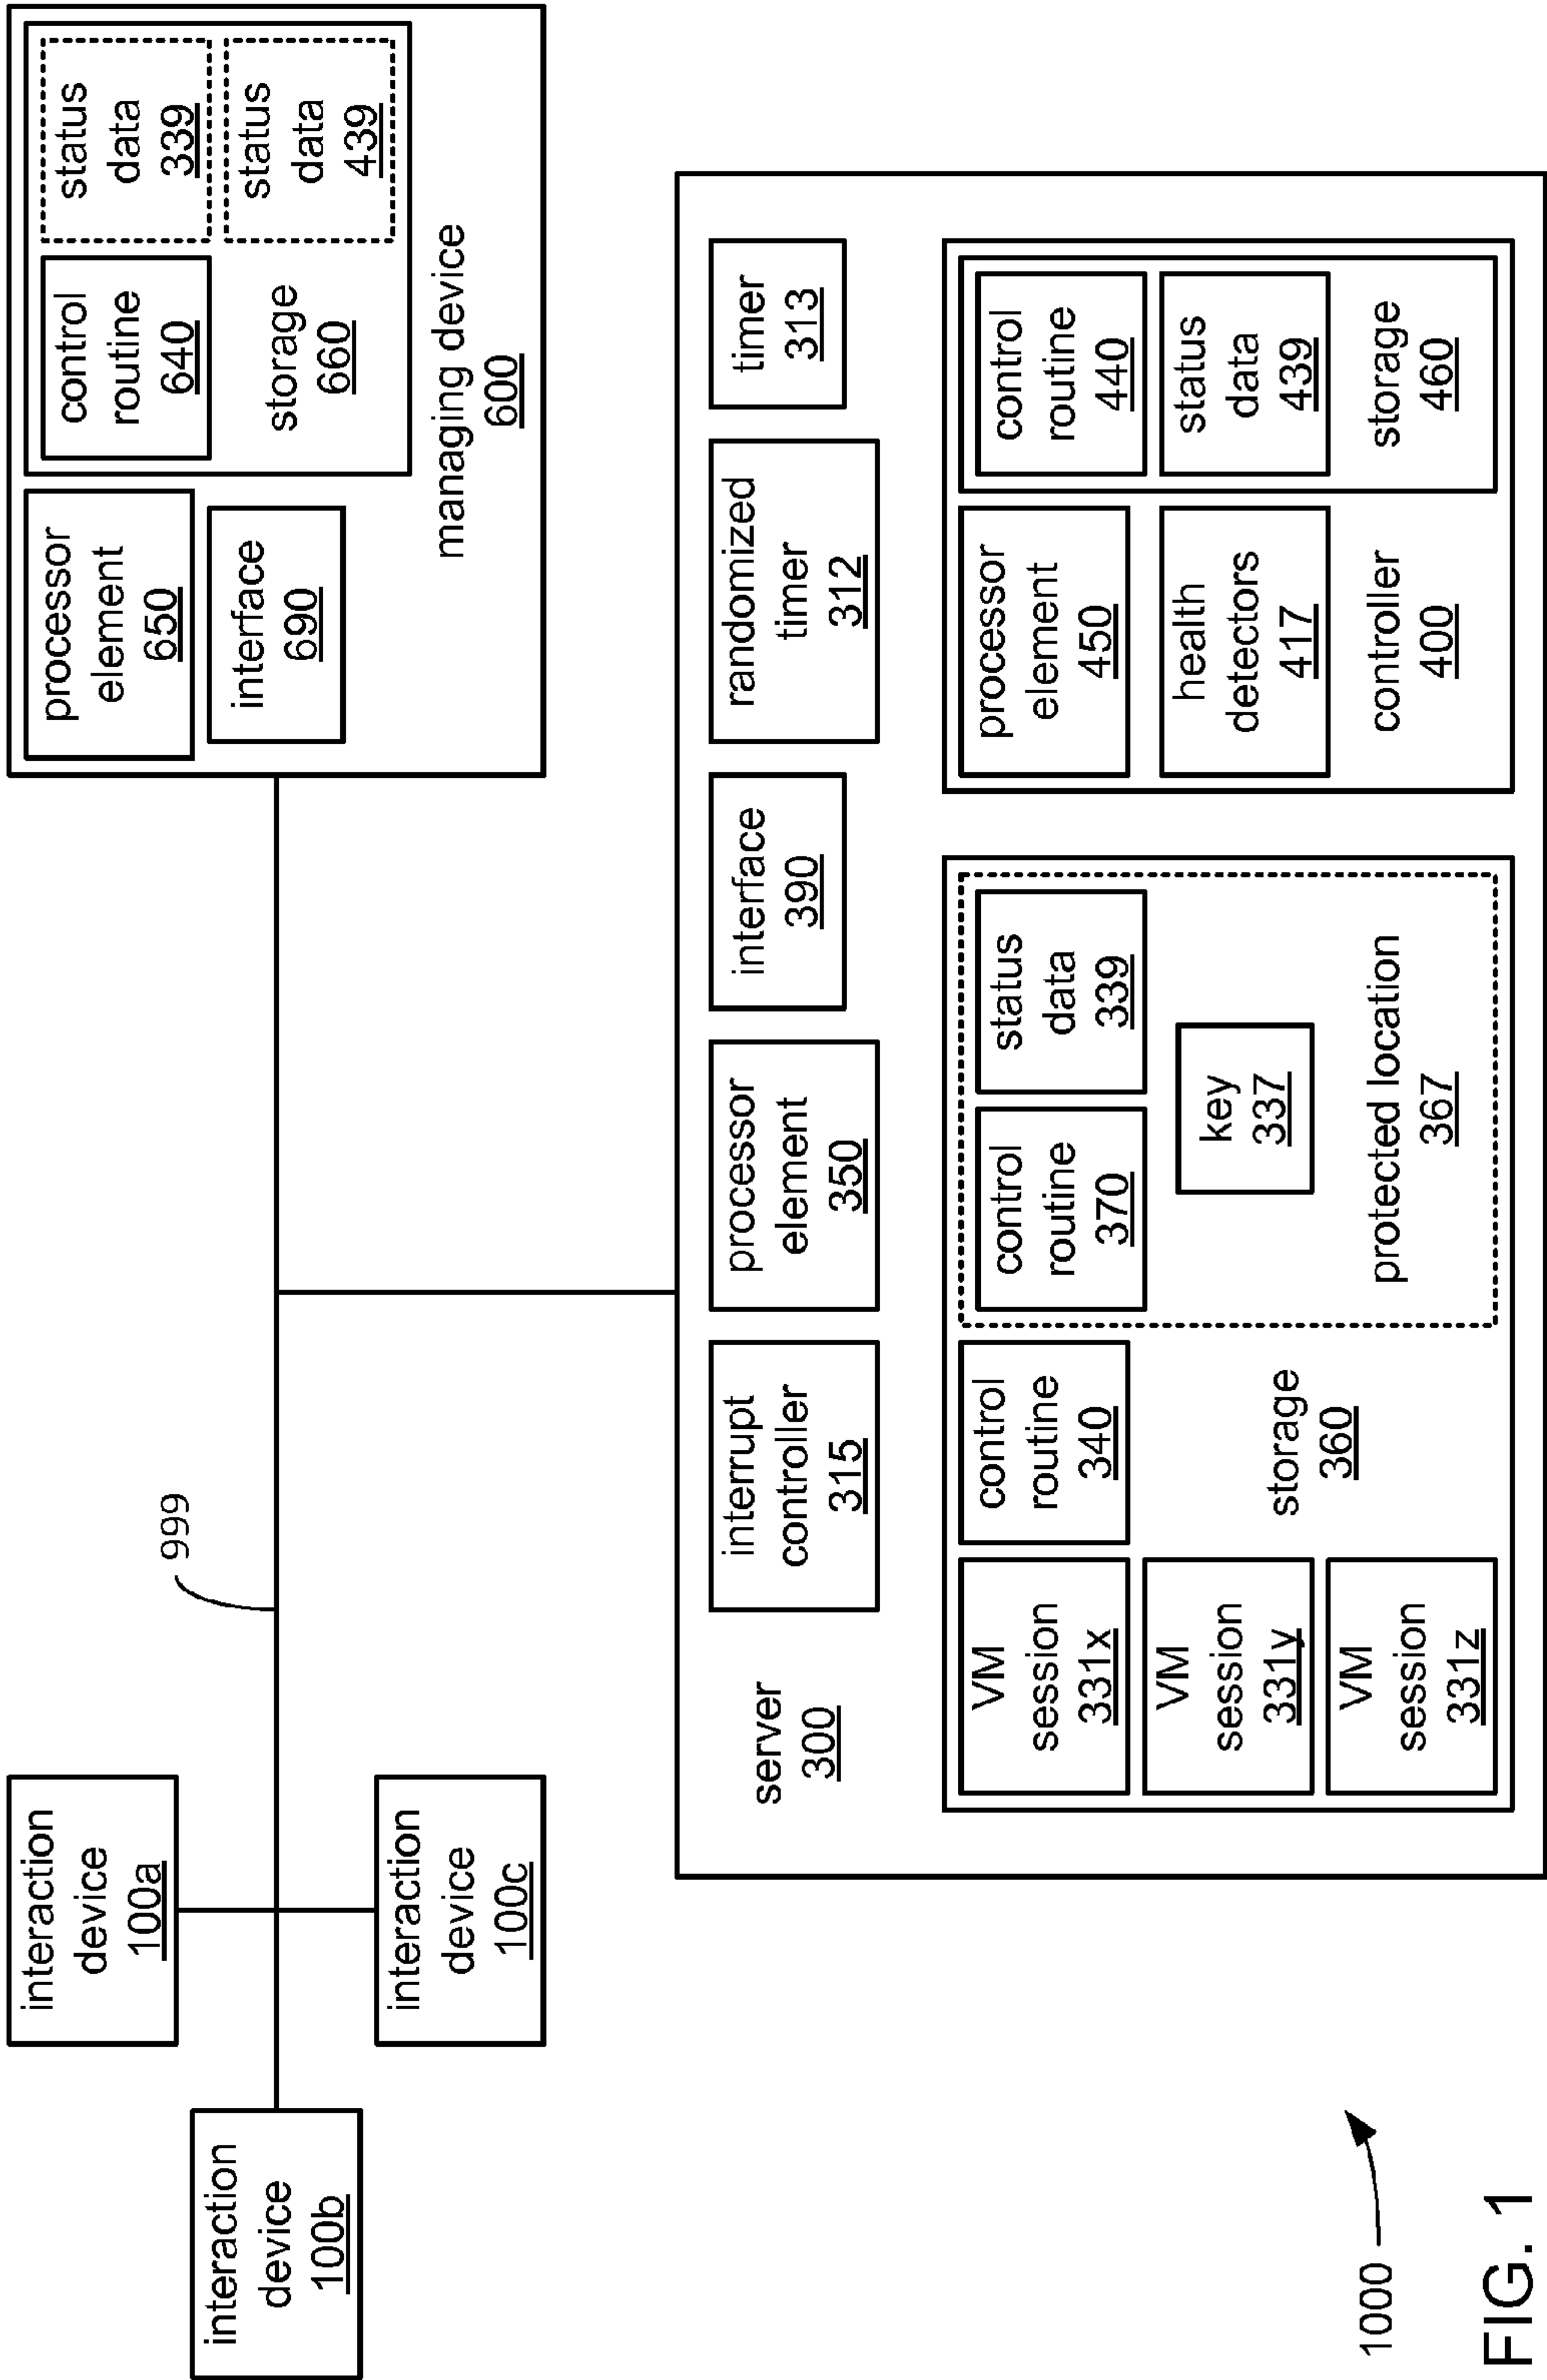 interaction
device
100a
interaction
device
100b
interaction
device
100c
999
processor
element
650
interface
690
control
routine
640
storage
660
status
data
339
status
data
439
managing device
600
server
300
interrupt
controller
315
processor
element
350
interface
390
randomized
timer
312
timer
313
VM
session
331x
VM
session
331y
VM
session
331z
control
routine
340
storage
360
control
routine
370
status
data
339
key
337
protected location
367
processor
element
450
health
detectors
417
controller
400
control
routine
440
status
data
439
storage
460
1000
FIG. 1